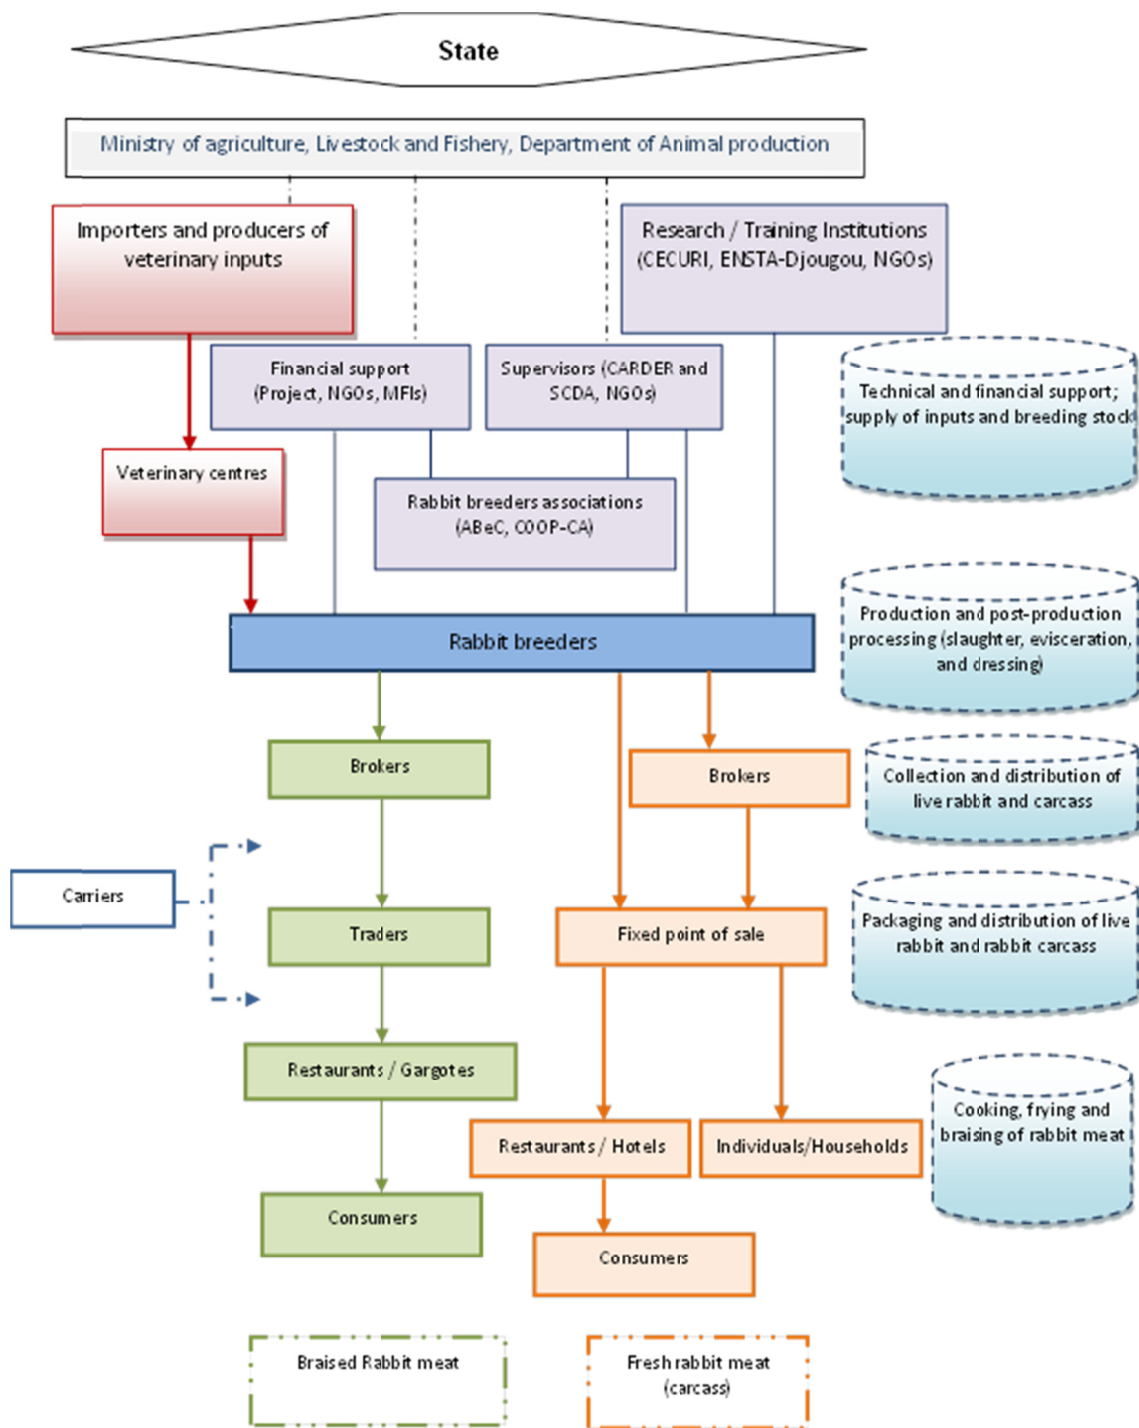 State
Ministry of agriculture, Livestock and Fishery, Department of Animal production
Importers and producers of
veterinary inputs
Research / Training Institutions
(CECURI, ENSTA-Djougou, NGOs)
Financial support
(Project, NGOs, MFIs)
Supervisors (CARDER and
SCDA, NGOs)
Technical and financial support;
supply of inputs and breeding stock
Veterinary centres
Rabbit breeders associations
(ABeC, COOP-CA)
Rabbit breeders
Production and post-production
processing (slaughter, evisceration,
and dressing)
Brokers
Brokers
Collection and distribution of
live rabbit and carcass
Carriers
Traders
Fixed point of sale
Packaging and distribution of live
rabbit and rabbit carcass
Restaurants / Gargotes
Restaurants / Hotels
Individuals/Households
Cooking, frying and
braising of rabbit meat
Consumers
Consumers
Braised Rabbit meat
Fresh rabbit meat
(carcass)